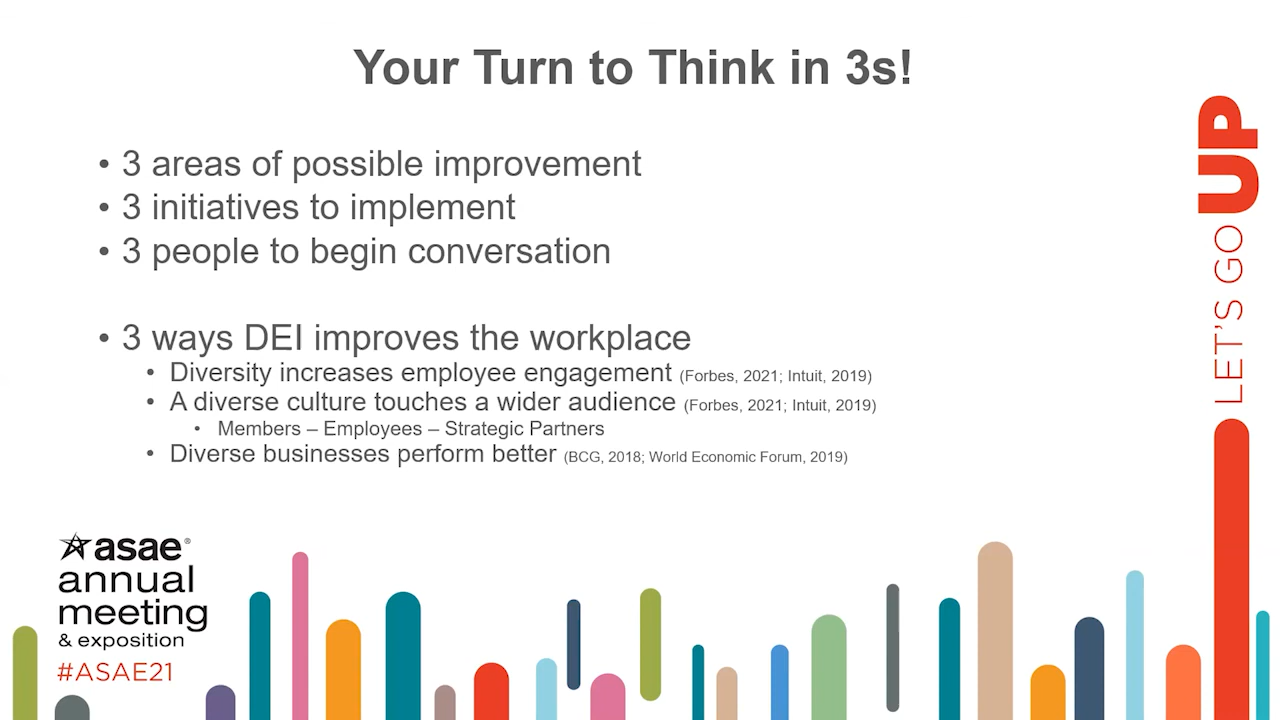 Your Turn to Think in 3s!
• 3 areas of possible improvement
• 3 initiatives to implement
• 3 people to begin conversation
• 3 ways DEI improves the workplace
• Diversity increases employee engagement (Forbes, 2021; Intuit, 2019)
• A diverse culture touches a wider audience (Forbes, 2021; Intuit, 2019)
• Members – Employees – Strategic Partners
• Diverse businesses perform better (BCG, 2018; World Economic Forum, 2019)
LET'S GO UP
asae®
annual
meeting
& exposition
#ASAE21